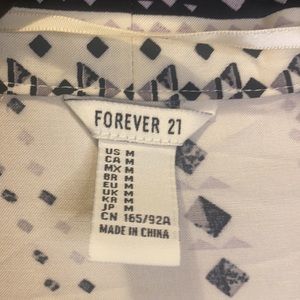 FOREVER 21
US M
CA M
MX M
BR M
EU M
UK M
KR M
JP M
CN 165/92A
MADE IN CHINA